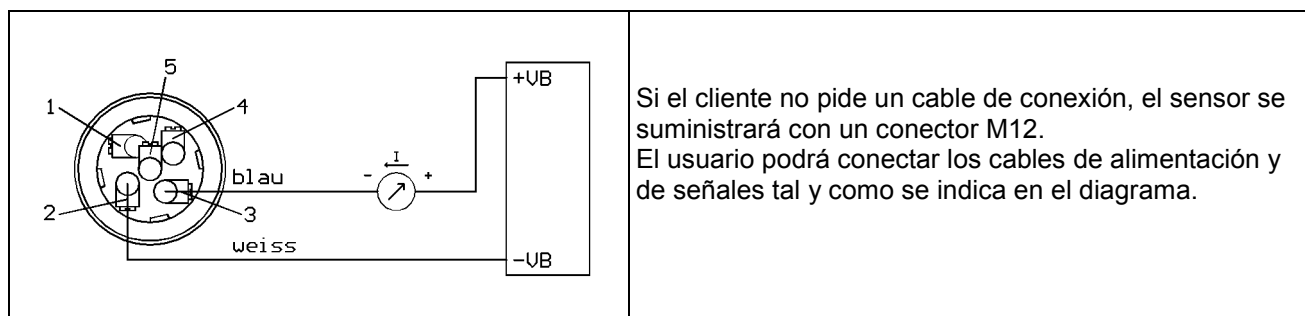 5
1
4
+VB
I
- +
blau
2
3
weiss
-VB
Si el cliente no pide un cable de conexión, el sensor se
suministrará con un conector M12.
El usuario podrá conectar los cables de alimentación y
de señales tal y como se indica en el diagrama.